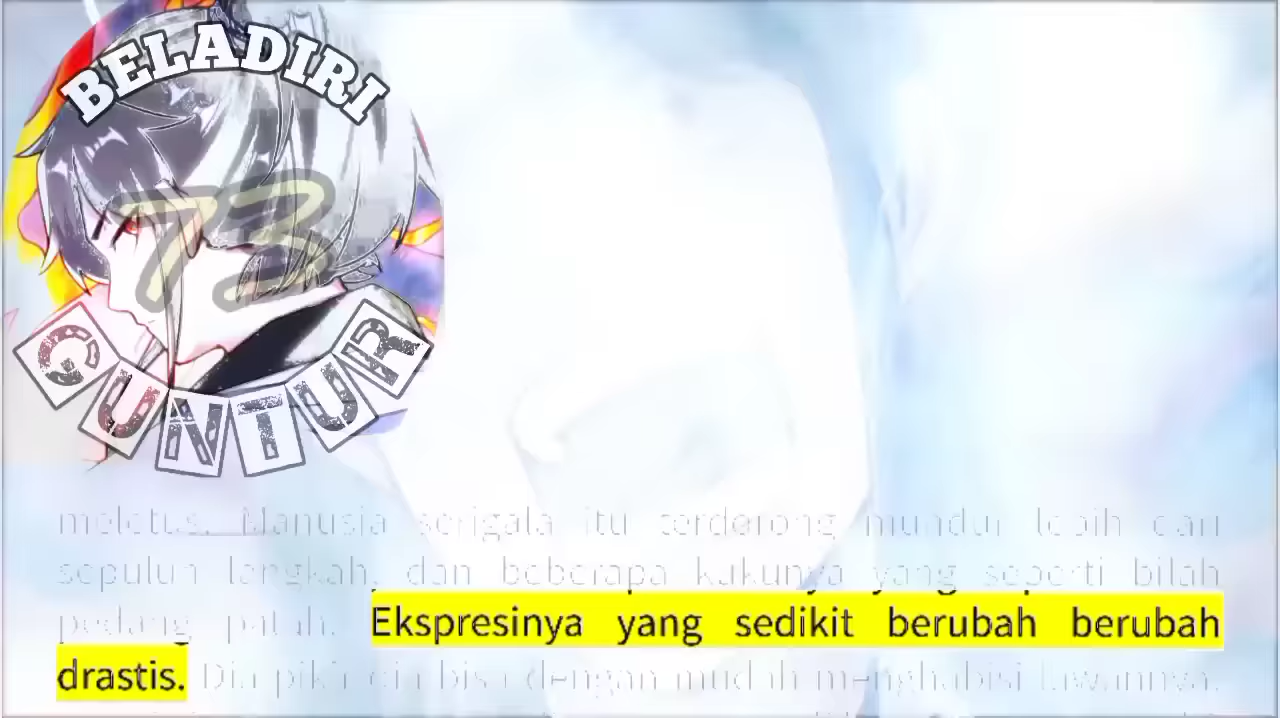 BELADIRI
73
GUNTUR
meletus. Manusia serigala itu terdorong mundur lebih dari
sepuluh langkah, dan beberapa kukunya yang seperti bilah
pedang patah. Ekspresinya yang sedikit berubah berubah
drastis. Dia pikir dia bisa dengan mudah menghabisi lawannya.